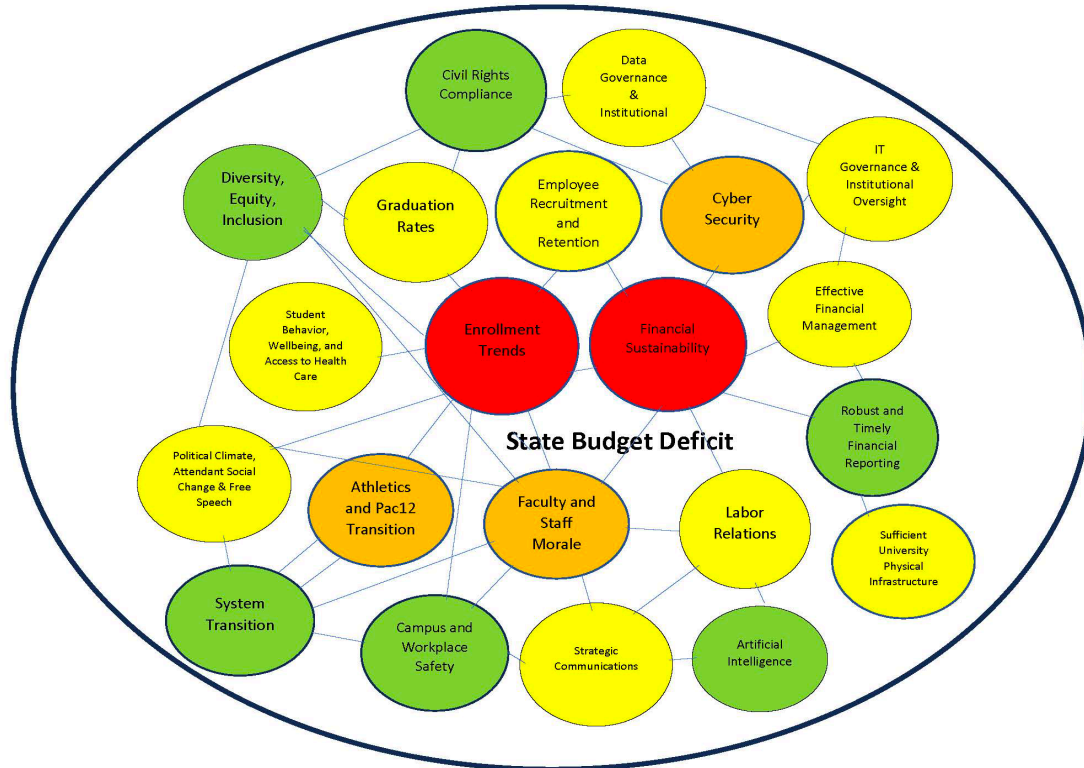 Civil Rights
Compliance
Data
Governance
&
Institutional
IT
Governance &
Institutional
Oversight
Diversity,
Equity,
Inclusion
Graduation
Rates
Employee
Recruitment
and
Retention
Cyber
Security
Effective
Financial
Management
Student
Behavior,
Wellbeing, and
Access to Health
Care
Enrollment
Trends
Financial
Sustainability
Robust and
Timely
Financial
Reporting
State Budget Deficit
Political Climate,
Attendant Social
Change & Free
Speech
Athletics
and Pac12
Transition
Faculty and
Staff
Morale
Labor
Relations
Sufficient
University
Physical
Infrastructure
System
Transition
Campus and
Workplace
Safety
Strategic
Communications
Artificial
Intelligence